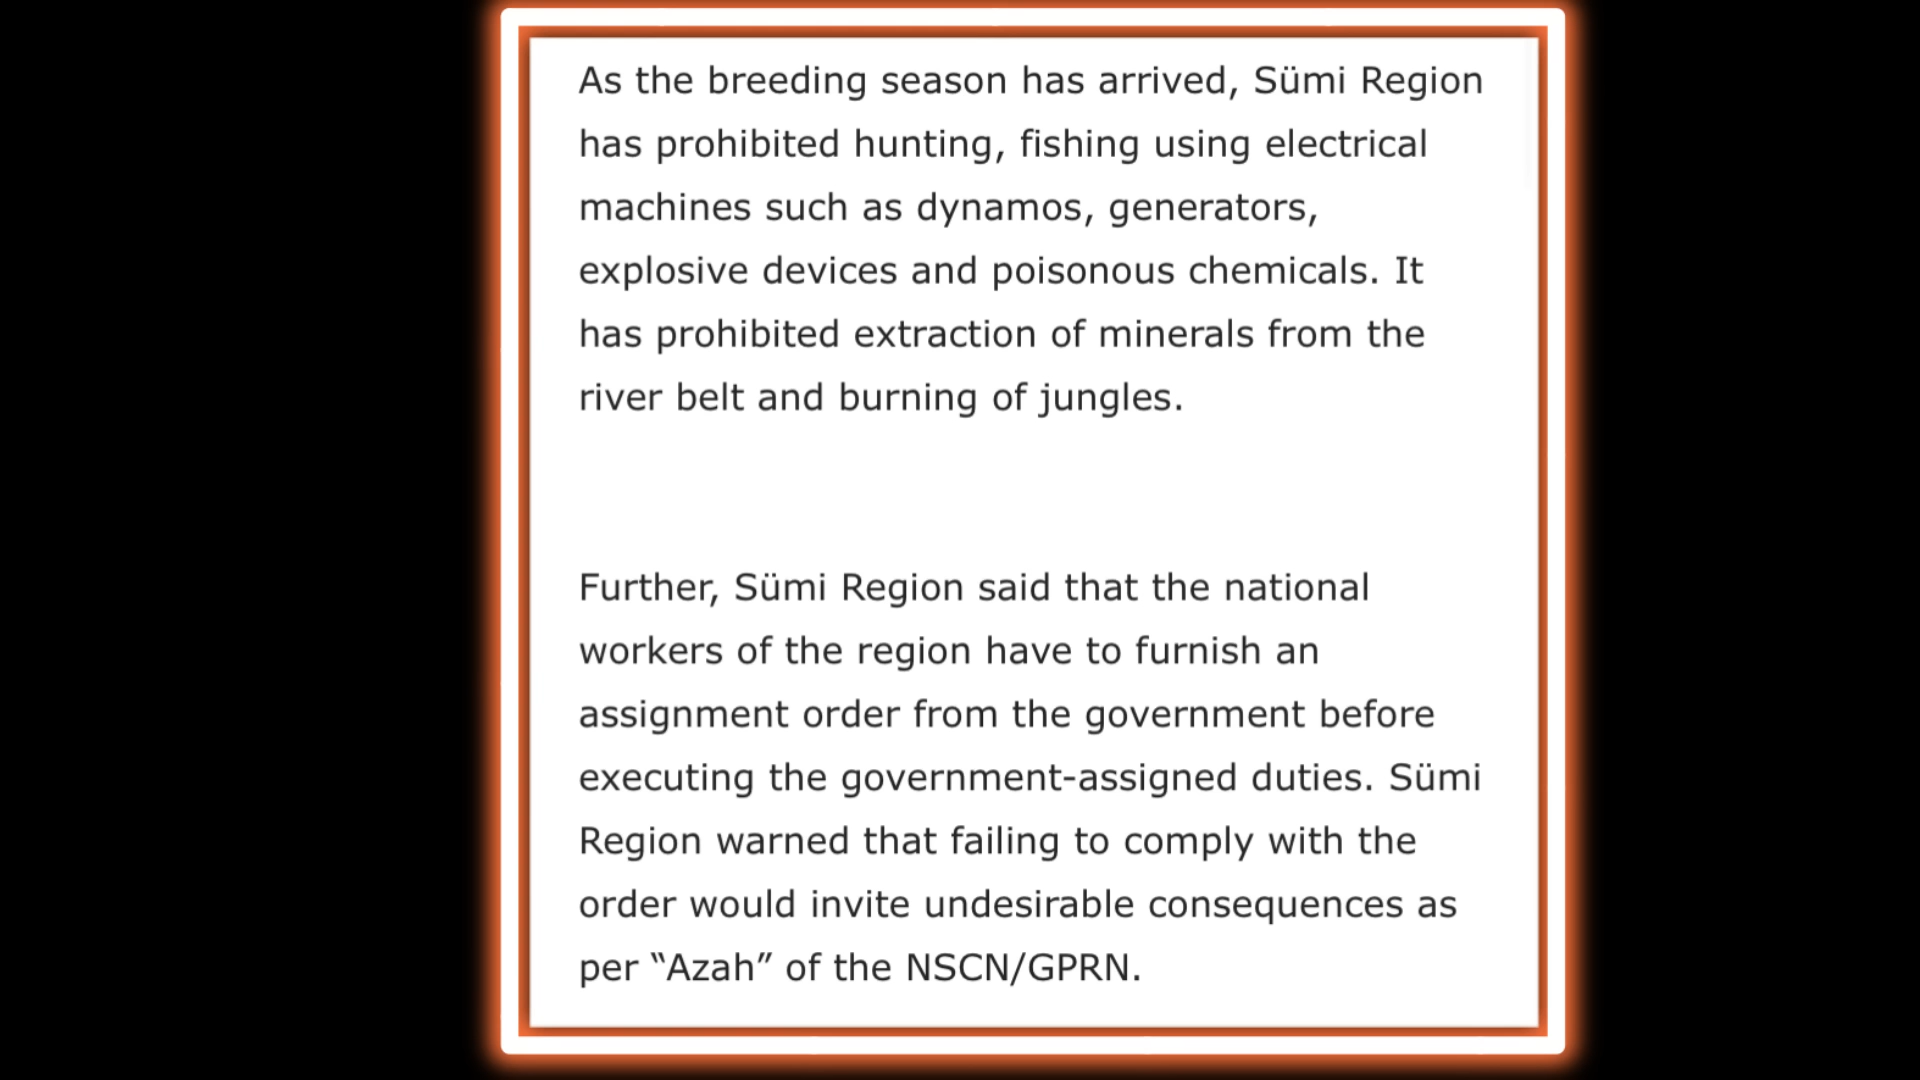 As the breeding season has arrived, Sümi Region
has prohibited hunting, fishing using electrical
machines such as dynamos, generators,
explosive devices and poisonous chemicals. It
has prohibited extraction of minerals from the
river belt and burning of jungles.
Further, Sümi Region said that the national
workers of the region have to furnish an
assignment order from the government before
executing the government-assigned duties. Sümi
Region warned that failing to comply with the
order would invite undesirable consequences as
per “Azah” of the NSCN/GPRN.